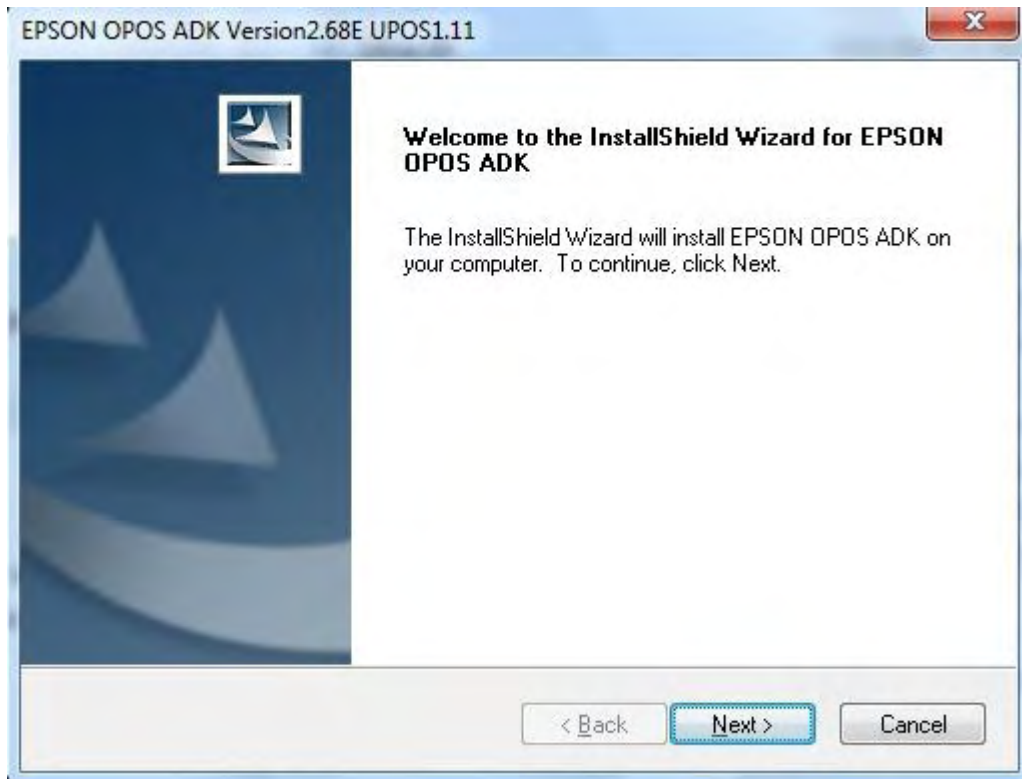 EPSON OPOS ADK Version2.68E UPOS1.11
Welcome to the InstallShield Wizard for EPSON
OPOS ADK
The InstallShield Wizard will install EPSON OPOS ADK on
your computer.  To continue, click Next.
< Back
Next >
Cancel